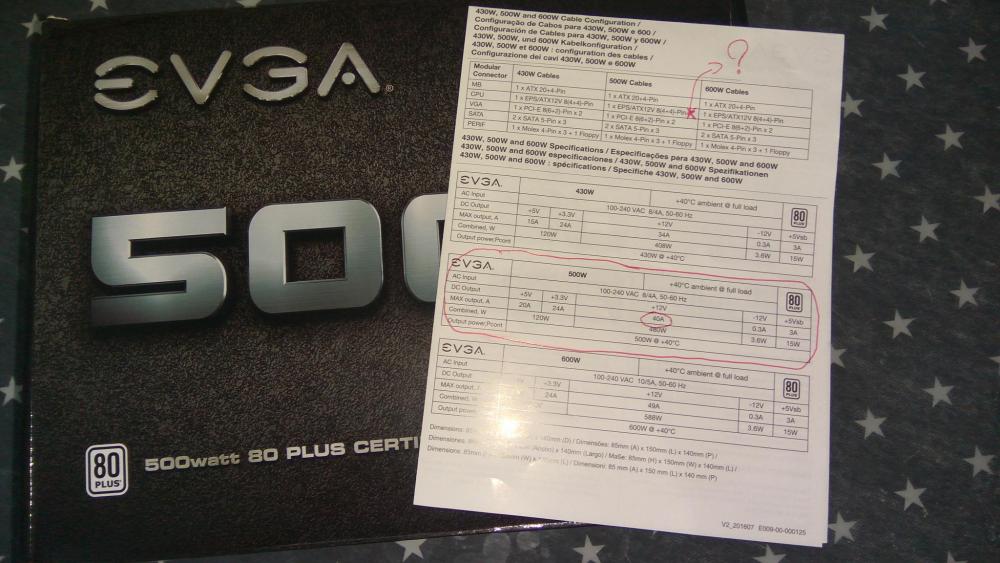 EVGA®
500
80
PLUS
500watt 80 PLUS CERTI
430W, 500W and 600W Cable Configuration /
Configuração de Cabos para 430W, 500W e 600 /
Configuración de Cables para 430W, 500W y 600W /
430W, 500W, und 600W Kabelkonfiguration /
430W, 500W et 600W : configuration des cables /
Configurazione dei cavi 430W, 500W e 600W
?
Modular Connector 430W Cables 500W Cables 600W Cables
MB 1 x ATX 20+4-Pin 1 x ATX 20+4-Pin 1 x ATX 20+4-Pin
CPU 1 x EPS/ATX12V 8(4+4)-Pin 1 x EPS/ATX12V 8(4+4)-Pin 1 x EPS/ATX12V 8(4+4)-Pin
VGA 1 x PCI-E 8(6+2)-Pin x 2 1 x PCI-E 8(6+2)-Pin x 2 1 x PCI-E 8(6+2)-Pin x 2
SATA 2 x SATA 5-Pin x 3 2 x SATA 5-Pin x 3 2 x SATA 5-Pin x 3
PERIF 1 x Molex 4-Pin x 3 + 1 Floppy 1 x Molex 4-Pin x 3 + 1 Floppy 1 x Molex 4-Pin x 3 + 1 Floppy
430W, 500W and 600W Specifications / Especificações para 430W, 500W and 600W
430W, 500W and 600W especificaciones / 430W, 500W and 600W Spezifikationen
430W, 500W and 600W : spécifications / Specifiche 430W, 500W and 600W
EVGA. 430W +40°C ambient @ full load
AC Input 100-240 VAC 8/4A, 50-60 Hz 80 PLUS
DC Output +5V +3.3V +12V -12V +5Vsb
MAX output, A 15A 24A 34A 0.3A 3A
Combined, W 120W 408W 3.6W 15W
Output power,Pcont 430W @ +40°C
EVGA. 500W +40°C ambient @ full load
AC Input 100-240 VAC 8/4A, 50-60 Hz 80 PLUS
DC Output +5V +3.3V +12V -12V +5Vsb
MAX output, A 20A 24A 40A 0.3A 3A
Combined, W 120W 480W 3.6W 15W
Output power,Pcont 500W @ +40°C
EVGA. 600W +40°C ambient @ full load
AC Input 100-240 VAC 10/5A, 50-60 Hz 80 PLUS
DC Output +3.3V +12V -12V +5Vsb
MAX output, 24A 49A 0.3A 3A
Combined, W 588W 3.6W 15W
Output power 600W @ +40°C
Dimensions: 140mm (D) / Dimensões: 85mm (A) x 150mm (L) x 140mm (P) /
Dimensiones: (Ancho) x 140mm (Largo) / Maße: 85mm (H) x 150mm (W) x 140mm (L) /
Dimensions: (W) x (L) / Dimensioni: 85 mm (A) x 150 mm (L) x 140 mm (P)
V2_201607 E009-00-000125